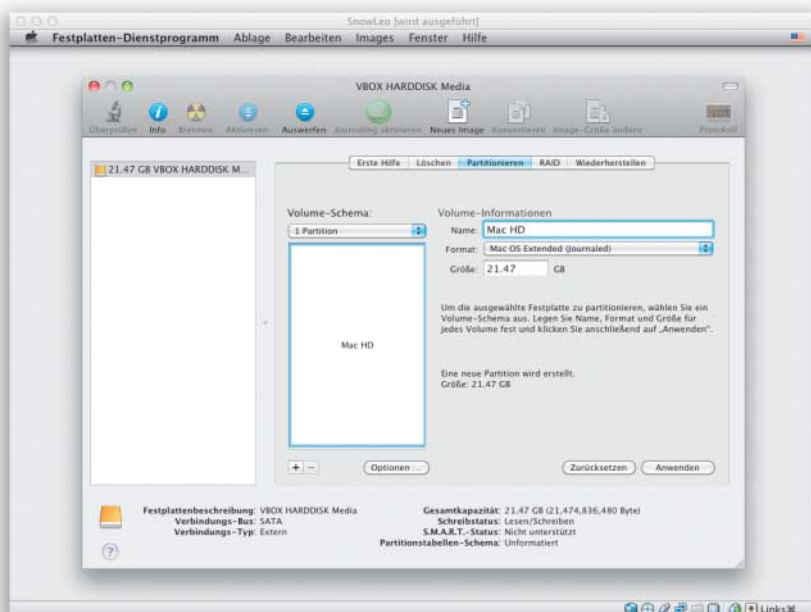 SnowLeo [wird ausgeführt]
Festplatten-Dienstprogramm Ablage Bearbeiten Images Fenster Hilfe
VBOX HARDDISK Media
Überprüfen Info Brennen Aktivieren Auswerfen Journaling aktivieren Neues Image Konvertieren Image-Größe ändern Protokoll
21.47 GB VBOX HARDDISK M...
Erste Hilfe Löschen Partitionieren RAID Wiederherstellen
Volume-Schema:
1 Partition
Mac HD
+ − Optionen ...
Volume-Informationen
Name: Mac HD
Format: Mac OS Extended (Journaled)
Größe: 21.47 GB
Um die ausgewählte Festplatte zu partitionieren, wählen Sie ein
Volume-Schema aus. Legen Sie Name, Format und Größe für
jedes Volume fest und klicken Sie anschließend auf „Anwenden“.
Eine neue Partition wird erstellt.
Größe: 21.47 GB
Zurücksetzen Anwenden
Festplattenbeschreibung: VBOX HARDDISK Media
Verbindungs-Bus: SATA
Verbindungs-Typ: Extern
Gesamtkapazität: 21.47 GB (21,474,836,480 Byte)
Schreibstatus: Lesen/Schreiben
S.M.A.R.T.-Status: Nicht unterstützt
Partitionstabellen-Schema: Unformatiert
?
Links⌘